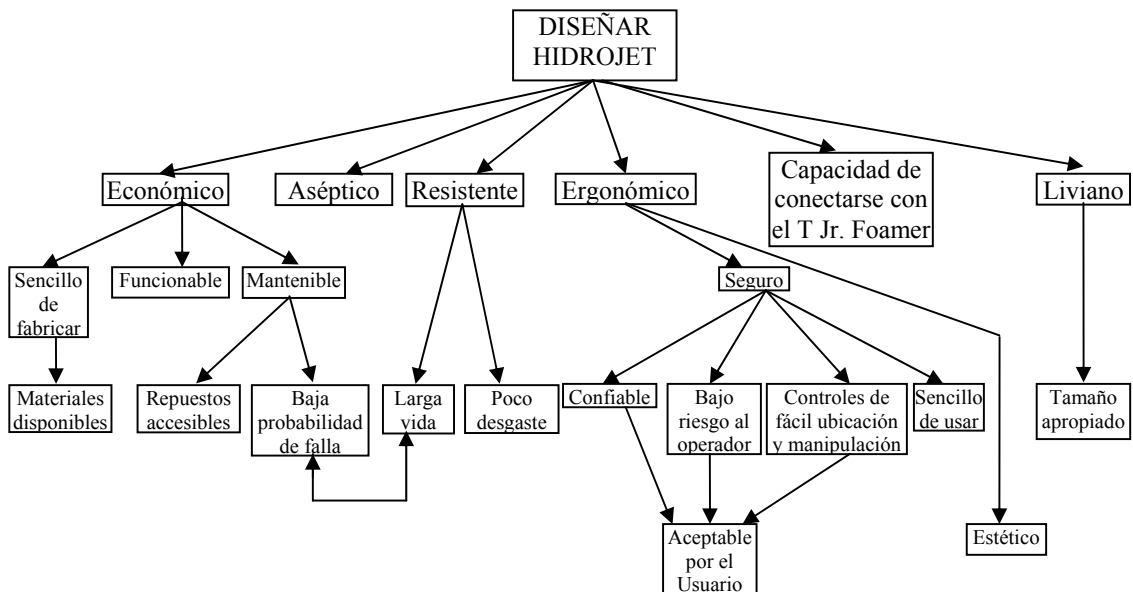 DISEÑAR
HIDROJET
Económico
Aséptico
Resistente
Ergonómico
Capacidad de
conectarse con
el T Jr. Foamer
Liviano
Sencillo
de
fabricar
Funcionable
Mantenible
Seguro
Materiales
disponibles
Repuestos
accesibles
Baja
probabilidad
de falla
Larga
vida
Poco
desgaste
Confiable
Bajo
riesgo al
operador
Controles de
fácil ubicación
y manipulación
Sencillo
de usar
Tamaño
apropiado
Aceptable
por el
Usuario
Estético